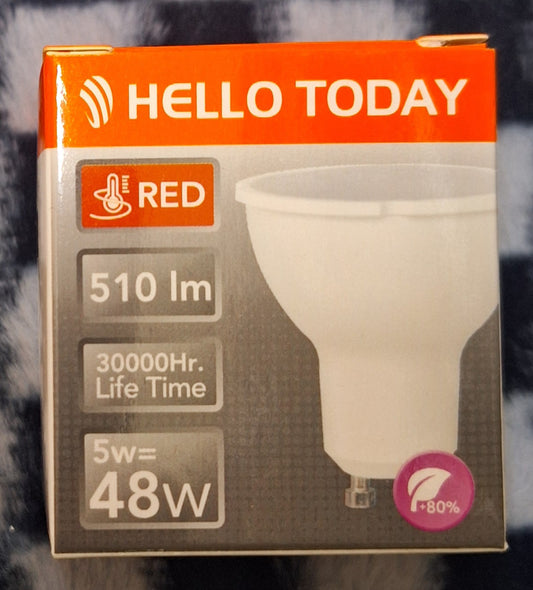 HELLO TODAY
RED
510 lm
30000Hr.
Life Time
5w=
48W
+80%